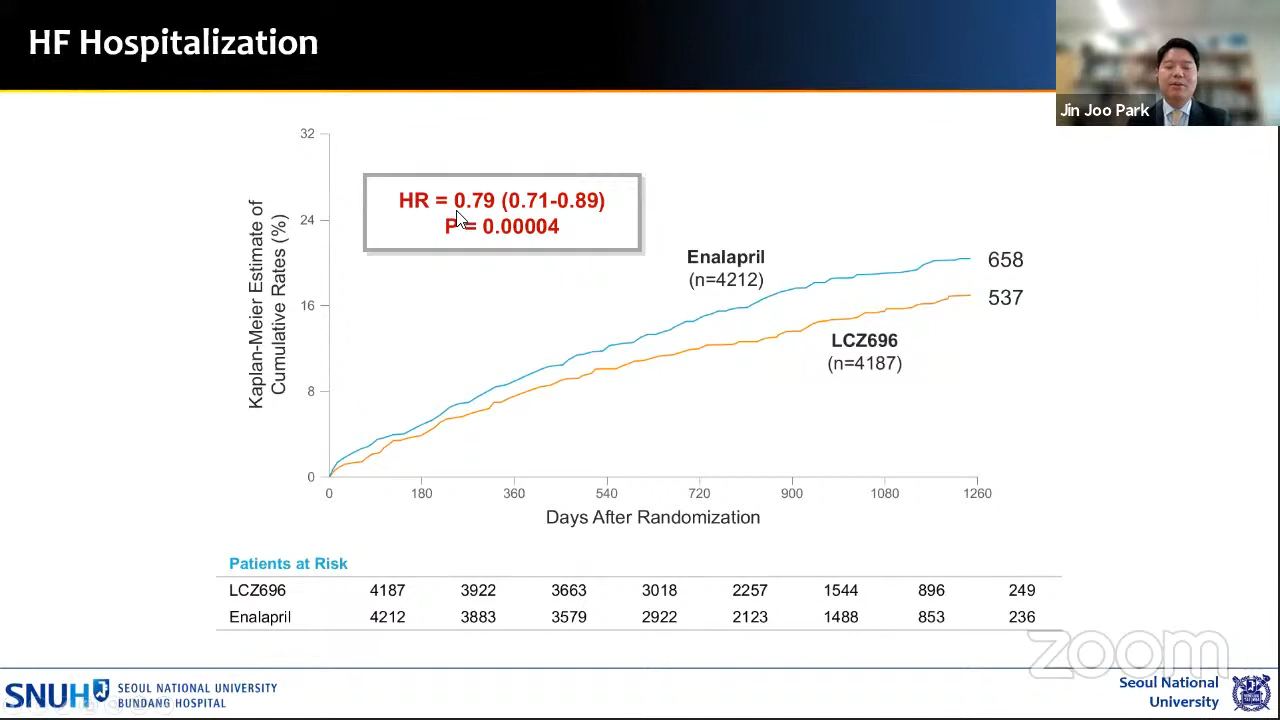 HF Hospitalization
Jin Joo Park
Kaplan-Meier Estimate of
Cumulative Rates (%)
32
24
16
8
0
HR = 0.79 (0.71-0.89)
P = 0.00004
Enalapril
(n=4212)
658
537
LCZ696
(n=4187)
0 180 360 540 720 900 1080 1260
Days After Randomization
Patients at Risk
LCZ696 4187 3922 3663 3018 2257 1544 896 249
Enalapril 4212 3883 3579 2922 2123 1488 853 236
zoom
SNUH SEOUL NATIONAL UNIVERSITY
BUNDANG HOSPITAL
Seoul National
University